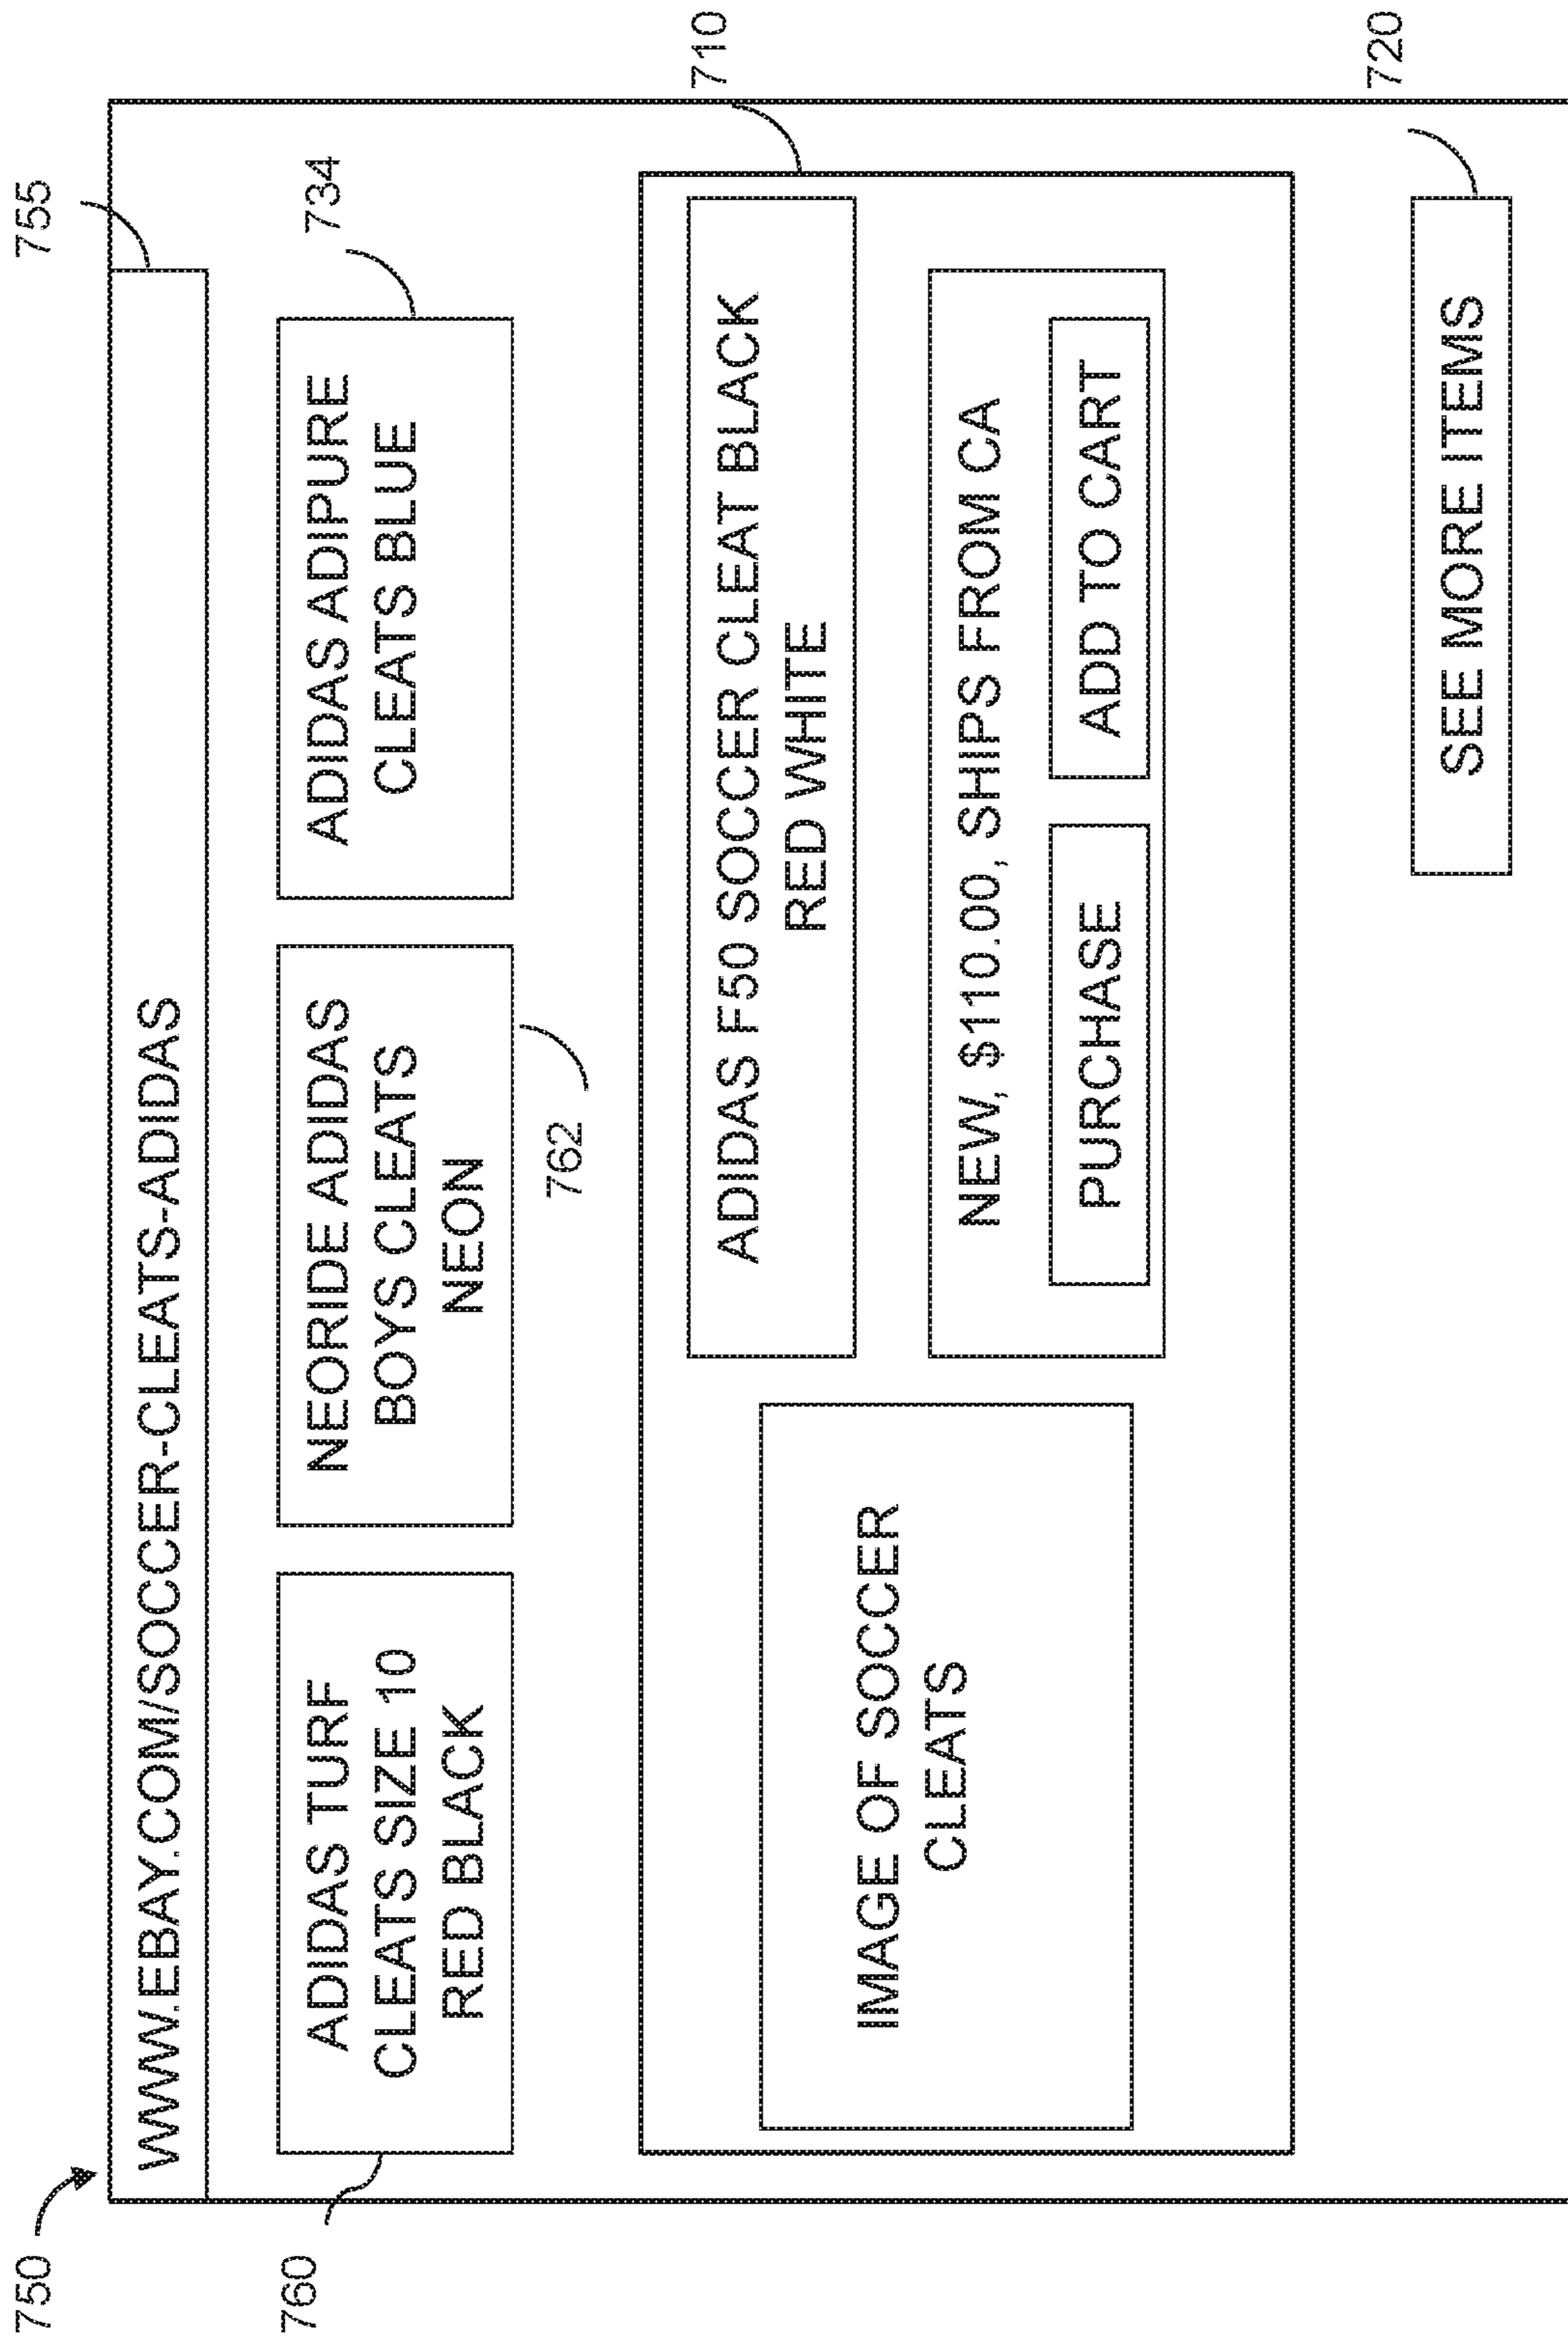 750
755
WWW.EBAY.COM/SOCCER-CLEATS-ADIDAS
760
ADIDAS TURF
CLEATS SIZE 10
RED BLACK
NEORIDE ADIDAS
BOYS CLEATS
NEON
762
ADIDAS ADIPURE
CLEATS BLUE
734
710
IMAGE OF SOCCER
CLEATS
ADIDAS F50 SOCCER CLEAT BLACK
RED WHITE
NEW, $110.00, SHIPS FROM CA
PURCHASE
ADD TO CART
SEE MORE ITEMS
720